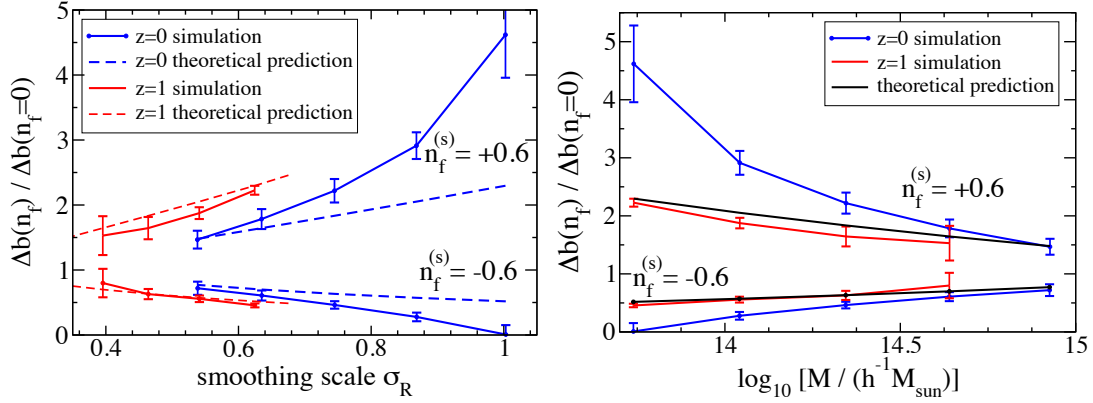 5
4
3
2
1
0
Δb(n_f) / Δb(n_f=0)
z=0 simulation
z=0 theoretical prediction
z=1 simulation
z=1 theoretical prediction
n_f^(s) = +0.6
n_f^(s) = -0.6
0.4 0.6 0.8 1
smoothing scale σ_R
5
4
3
2
1
0
Δb(n_f) / Δb(n_f=0)
z=0 simulation
z=1 simulation
theoretical prediction
n_f^(s) = +0.6
n_f^(s) = -0.6
14 14.5 15
log_10 [M / (h^-1 M_sun)]